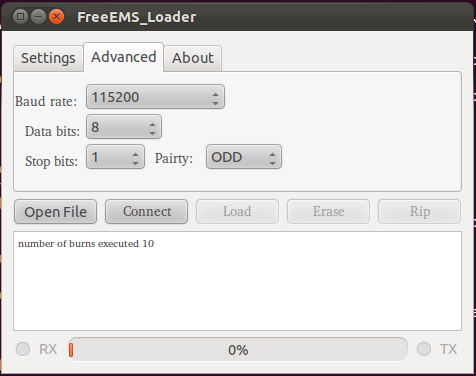 FreeEMS_Loader
Settings Advanced About
Baud rate: 115200
Data bits: 8
Stop bits: 1 Pairty: ODD
Open File Connect Load Erase Rip
number of burns executed 10
RX 0% TX